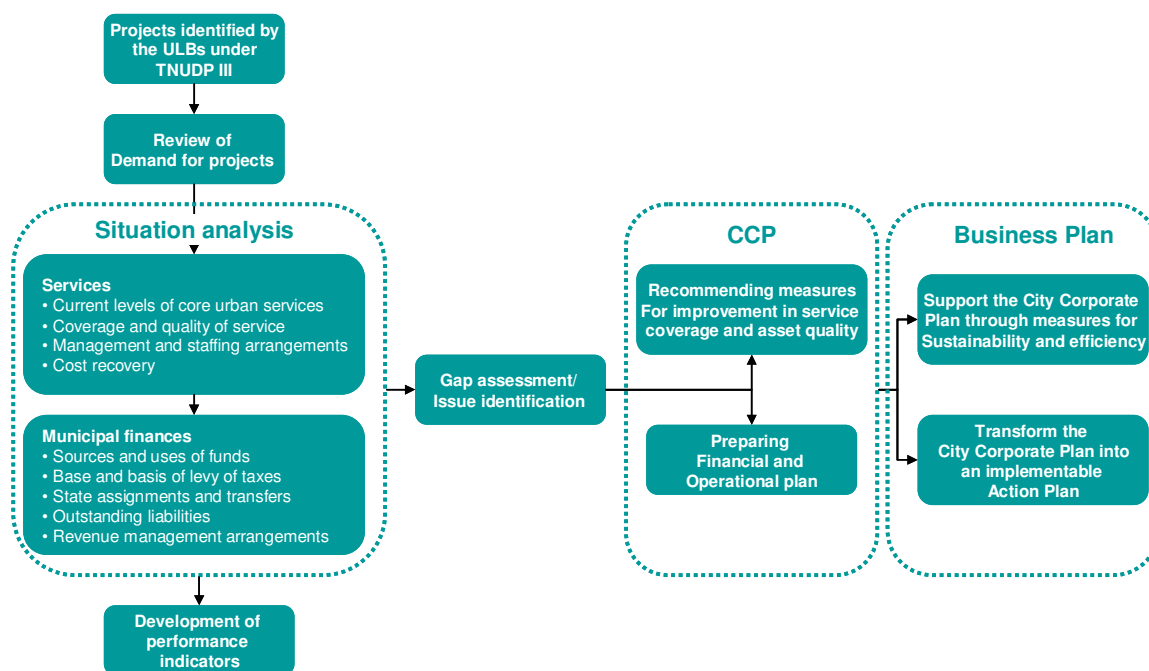 Projects identified by
the ULBs under
TNUDP III
Review of
Demand for projects
Situation analysis
Services
• Current levels of core urban services
• Coverage and quality of service
• Management and staffing arrangements
• Cost recovery
Municipal finances
• Sources and uses of funds
• Base and basis of levy of taxes
• State assignments and transfers
• Outstanding liabilities
• Revenue management arrangements
Development of
performance
indicators
Gap assessment/
Issue identification
CCP
Recommending measures
For improvement in service
coverage and asset quality
Preparing
Financial and
Operational plan
Business Plan
Support the City Corporate
Plan through measures for
Sustainability and efficiency
Transform the
City Corporate Plan into
an implementable
Action Plan